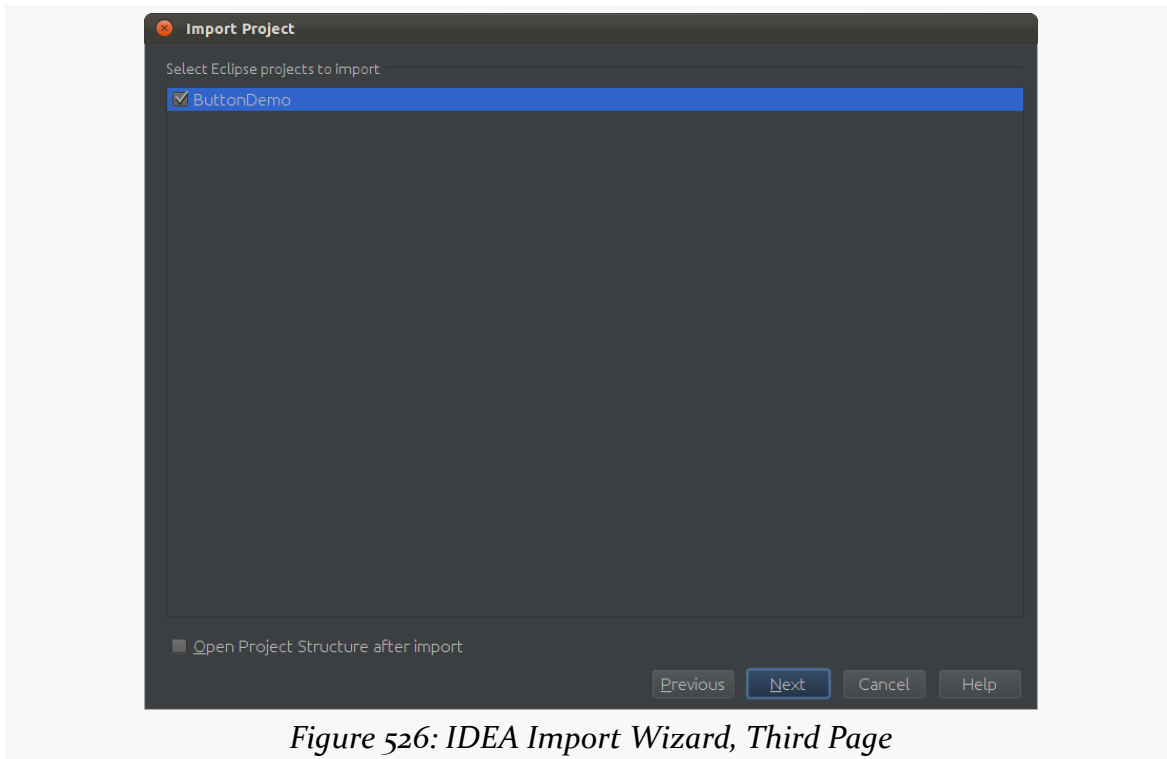 Import Project
Select Eclipse projects to import
ButtonDemo
Open Project Structure after import
Previous Next Cancel Help
Figure 526: IDEA Import Wizard, Third Page